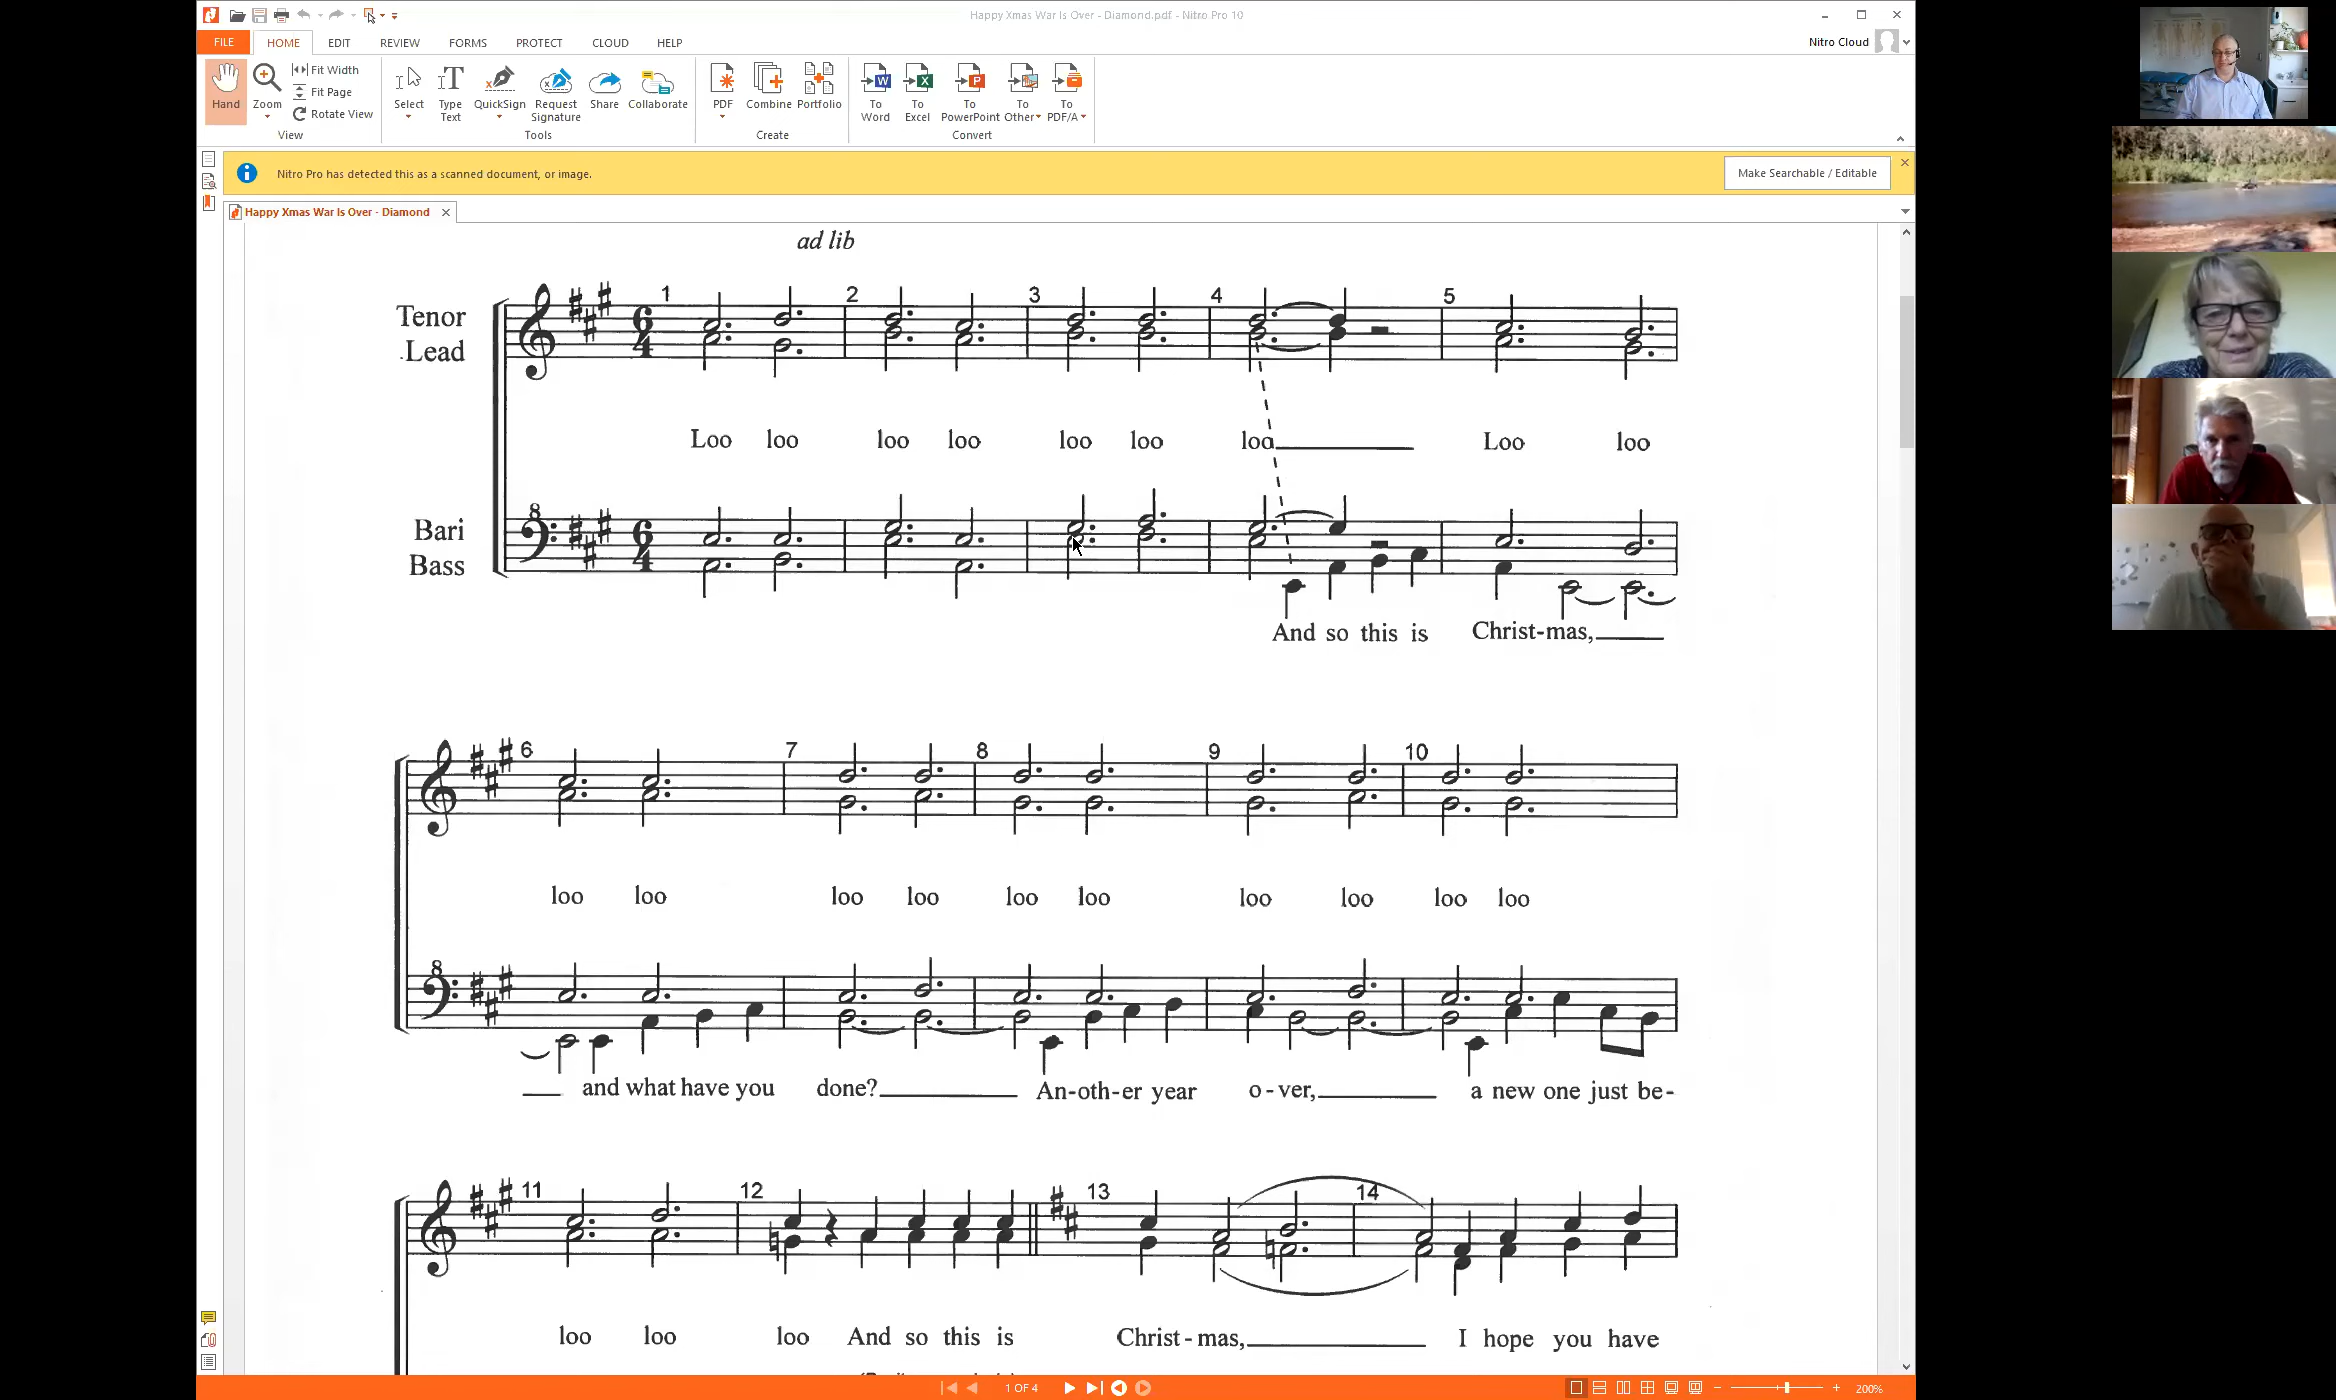 Happy Xmas War Is Over - Diamond.pdf - Nitro Pro 10
FILE HOME EDIT REVIEW FORMS PROTECT CLOUD HELP
Nitro Cloud
Hand
Zoom
Fit Width
Fit Page
Rotate View
View
Select
Type Text
QuickSign
Request Signature
Share
Collaborate
Tools
PDF
Combine
Portfolio
Create
To Word
To Excel
To PowerPoint
To Other
To PDF/A
Convert
Nitro Pro has detected this as a scanned document, or image.
Make Searchable / Editable
Happy Xmas War Is Over - Diamond
ad lib
1 2 3 4 5
Tenor
Lead
6
4
Loo loo loo loo loo loo loo Loo loo
8
Bari
Bass
6
4
And so this is Christ-mas,
6 7 8 9 10
loo loo loo loo loo loo loo loo loo loo
8
and what have you done? An-oth-er year o-ver, a new one just be-
11 12 13 14
loo loo loo And so this is Christ-mas, I hope you have
1 OF 4
200%